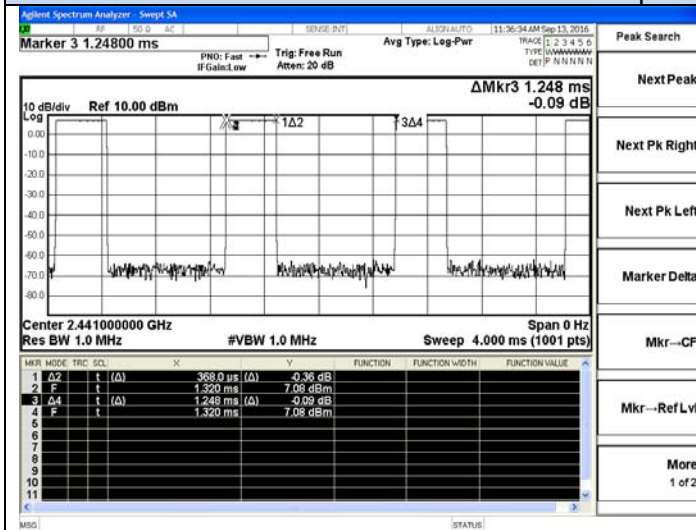 Agilent Spectrum Analyzer - Swept SA
RF 50 Ω AC SENSE:INT ALIGN AUTO 11:36:34 AM Sep 13, 2016
Marker 3 1.24800 ms
PNO: Fast
IFGain:Low
Trig: Free Run
Atten: 20 dB
Avg Type: Log-Pwr
TRACE 1 2 3 4 5 6
TYPE
DET P N N N N N
ΔMkr3 1.248 ms
-0.09 dB
10 dB/div Ref 10.00 dBm
Log
0.00
-10.0
-20.0
-30.0
-40.0
-50.0
-60.0
-70.0
-80.0
1Δ2
3Δ4
Center 2.441000000 GHz Span 0 Hz
Res BW 1.0 MHz #VBW 1.0 MHz Sweep 4.000 ms (1001 pts)
MKR MODE TRC SCL X Y FUNCTION FUNCTION WIDTH FUNCTION VALUE
1 Δ2 t (Δ) 368.0 µs (Δ) -0.36 dB
2 F t 1.320 ms 7.08 dBm
3 Δ4 t (Δ) 1.248 ms (Δ) -0.09 dB
4 F t 1.320 ms 7.08 dBm
5
6
7
8
9
10
11
MSG STATUS
Peak Search
Next Peak
Next Pk Right
Next Pk Left
Marker Delta
Mkr→CF
Mkr→Ref Lvl
More
1 of 2